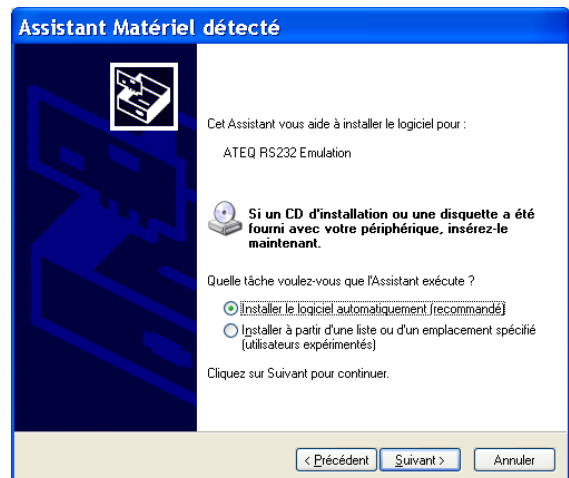 Assistant Matériel détecté
Cet Assistant vous aide à installer le logiciel pour :
ATEQ RS232 Emulation
Si un CD d'installation ou une disquette a été
fourni avec votre périphérique, insérez-le
maintenant.
Quelle tâche voulez-vous que l'Assistant exécute ?
Installer le logiciel automatiquement (recommandé)
Installer à partir d'une liste ou d'un emplacement spécifié
(utilisateurs expérimentés)
Cliquez sur Suivant pour continuer.
< Précédent Suivant > Annuler